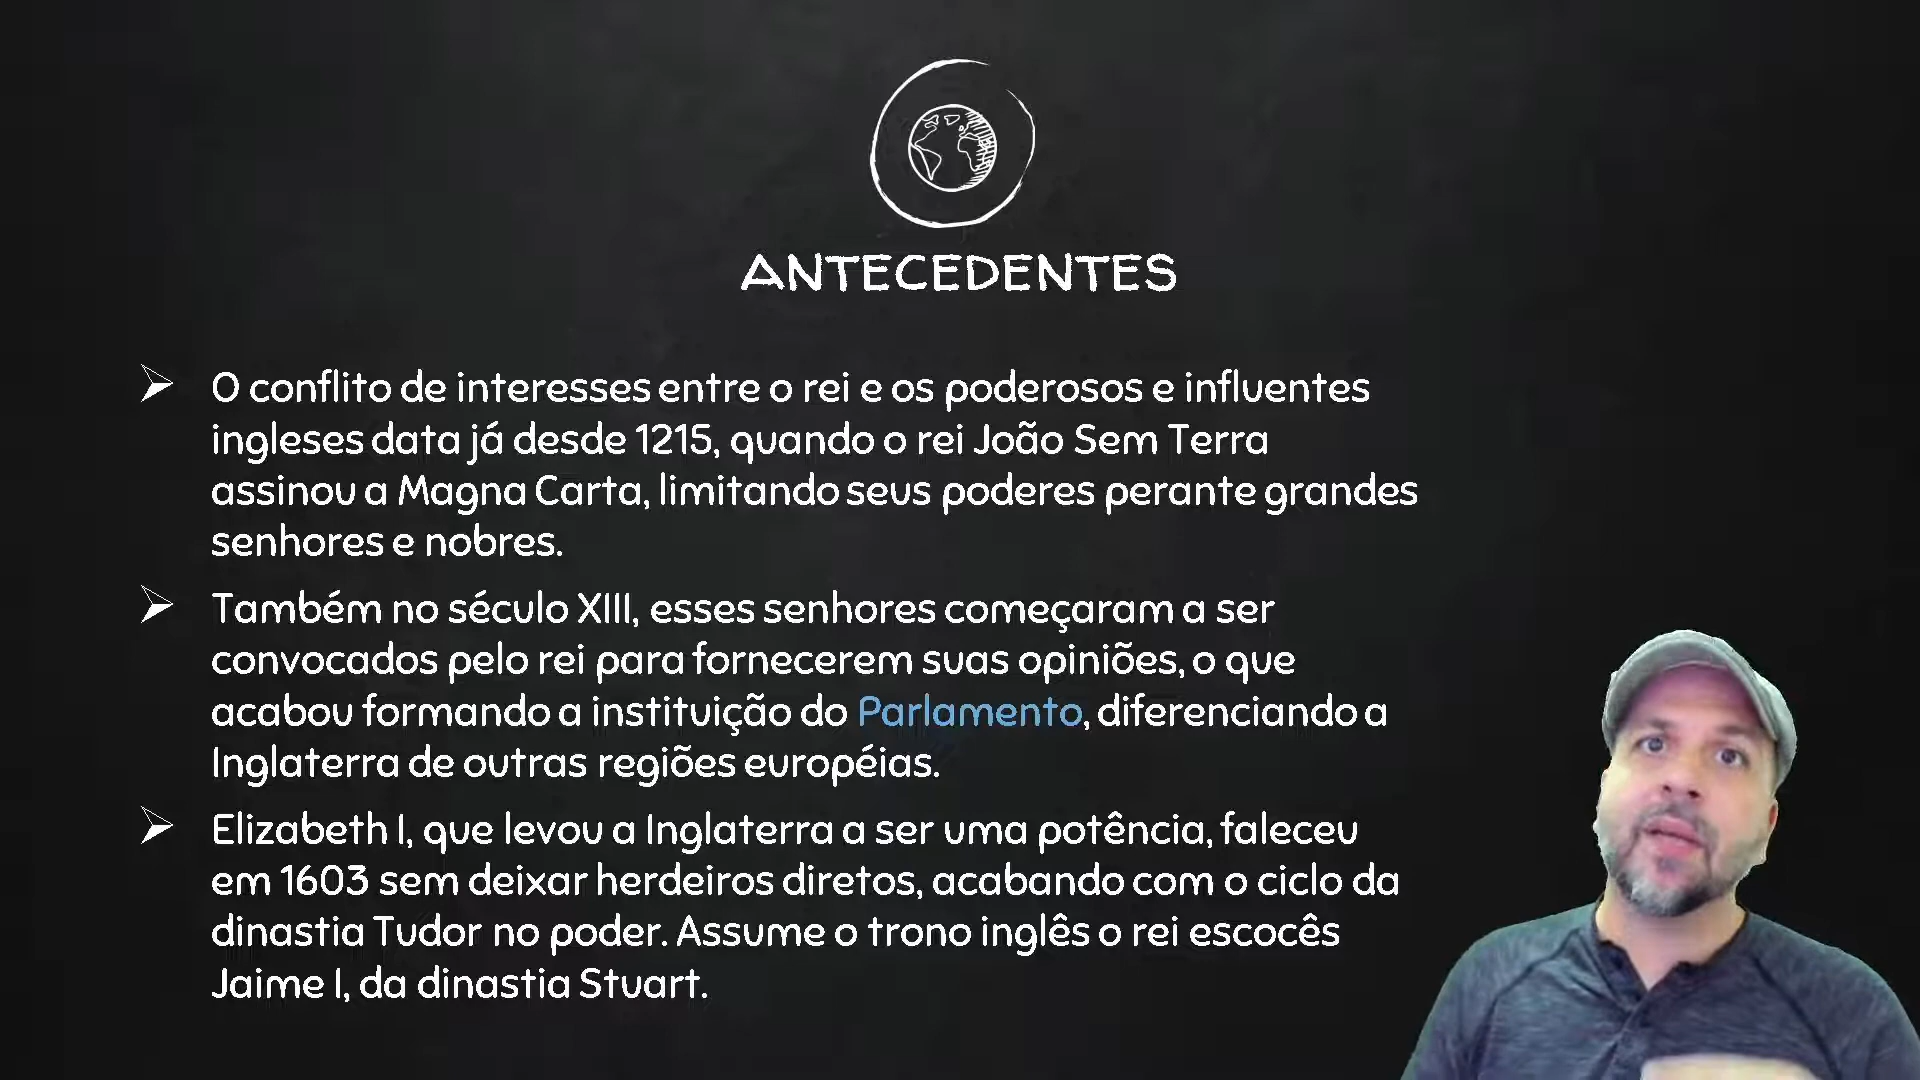 ANTECEDENTES
O conflito de interesses entre o rei e os poderosos e influentes
ingleses data já desde 1215, quando o rei João Sem Terra
assinou a Magna Carta, limitando seus poderes perante grandes
senhores e nobres.
Também no século XIII, esses senhores começaram a ser
convocados pelo rei para fornecerem suas opiniões, o que
acabou formando a instituição do Parlamento, diferenciando a
Inglaterra de outras regiões européias.
Elizabeth I, que levou a Inglaterra a ser uma potência, faleceu
em 1603 sem deixar herdeiros diretos, acabando com o ciclo da
dinastia Tudor no poder. Assume o trono inglês o rei escocês
Jaime I, da dinastia Stuart.